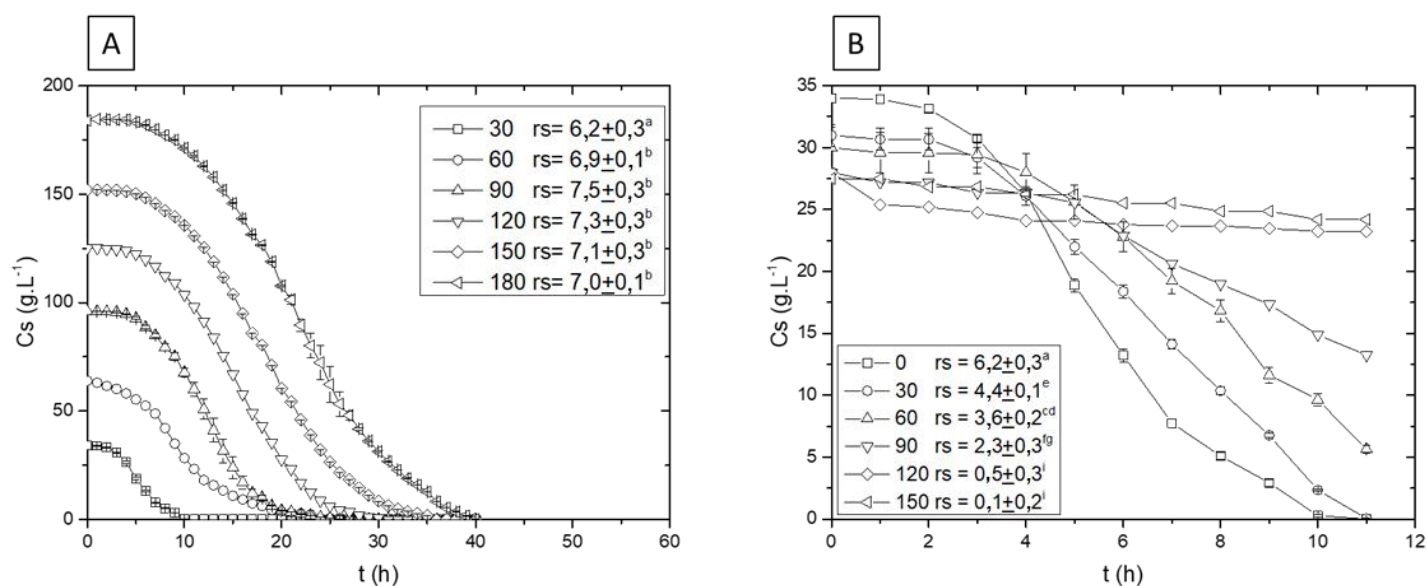 A
200
150
100
50
0
Cs (g.L-1)
0 10 20 30 40 50 60
t (h)
30 rs= 6,2±0,3a
60 rs= 6,9±0,1b
90 rs= 7,5±0,3b
120 rs= 7,3±0,3b
150 rs= 7,1±0,3b
180 rs= 7,0±0,1b
B
35
30
25
20
15
10
5
0
Cs (g.L-1)
0 2 4 6 8 10 12
t (h)
0 rs = 6,2±0,3a
30 rs = 4,4±0,1e
60 rs = 3,6±0,2cd
90 rs = 2,3±0,3fg
120 rs = 0,5±0,3i
150 rs = 0,1±0,2i